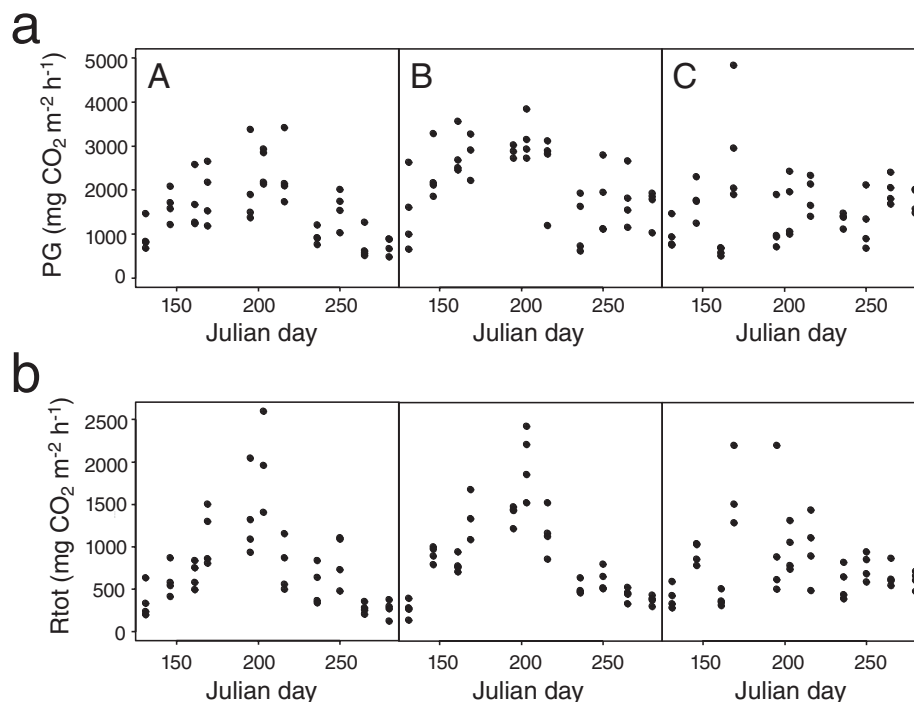 a
A B C
PG (mg CO₂ m⁻² h⁻¹)
5000
4000
3000
2000
1000
0
150 200 250 150 200 250 150 200 250
Julian day Julian day Julian day
b
Rtot (mg CO₂ m⁻² h⁻¹)
2500
2000
1500
1000
500
0
150 200 250 150 200 250 150 200 250
Julian day Julian day Julian day